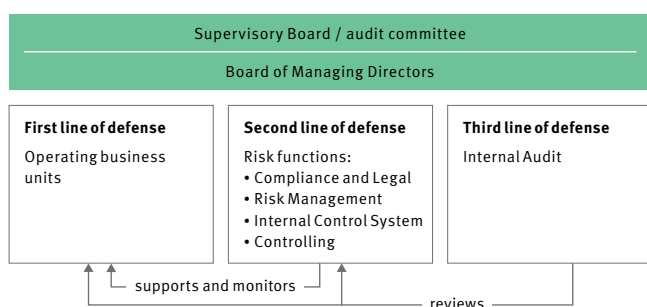 Supervisory Board / audit committee
Board of Managing Directors
First line of defense
Operating business
units
Second line of defense
Risk functions:
• Compliance and Legal
• Risk Management
• Internal Control System
• Controlling
Third line of defense
Internal Audit
supports and monitors
reviews